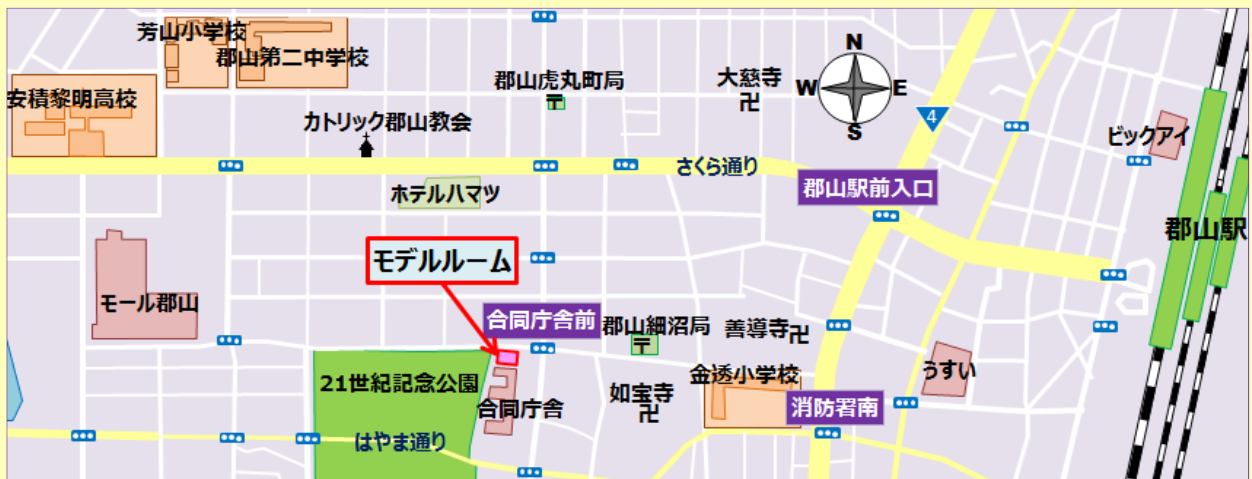 芳山小学校
郡山第二中学校
安積黎明高校
カトリック郡山教会
郡山虎丸町局
〒
大慈寺
卍
N
W
E
S
4
ビックアイ
さくら通り
ホテルハマツ
郡山駅前入口
郡山駅
モデルルーム
モール郡山
合同庁舎前
郡山細沼局
〒
善導寺卍
21世紀記念公園
合同庁舎
如宝寺
卍
金透小学校
消防署南
うすい
はやま通り